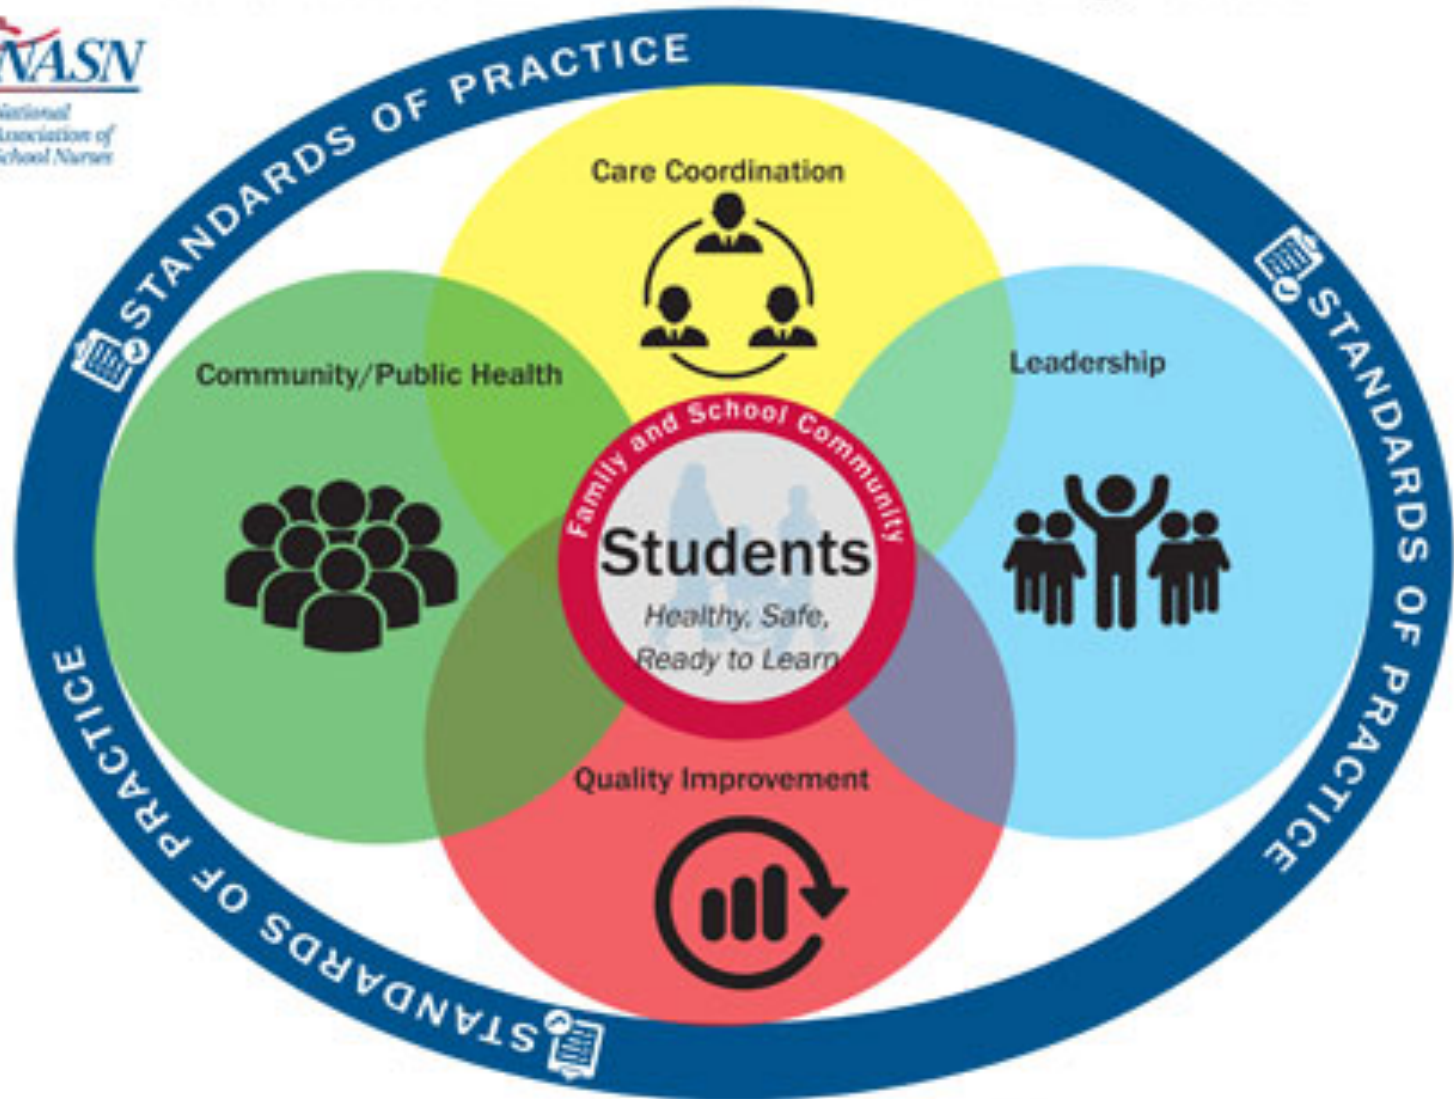 NASN
National
Association of
School Nurses
STANDARDS OF PRACTICE
STANDARDS OF PRACTICE
STANDARDS OF PRACTICE
Care Coordination
Community/Public Health
Leadership
Family and School Community
Students
Healthy, Safe,
Ready to Learn
Quality Improvement